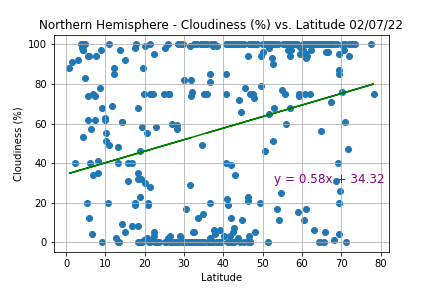 Northern Hemisphere - Cloudiness (%) vs. Latitude 02/07/22
100
80
60
40
20
0
Cloudiness (%)
y = 0.58x + 34.32
0 10 20 30 40 50 60 70 80
Latitude